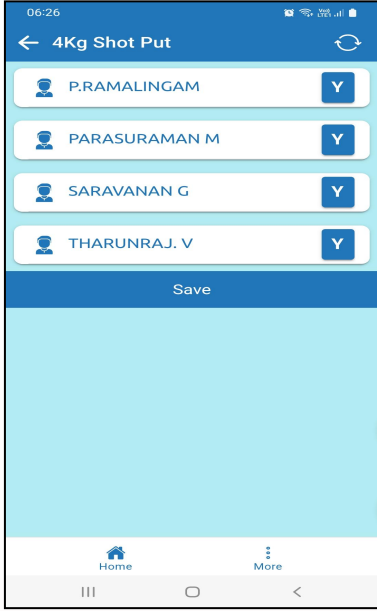 06:26
4Kg Shot Put
P.RAMALINGAM Y
PARASURAMAN M Y
SARAVANAN G Y
THARUNRAJ. V Y
Save
Home More